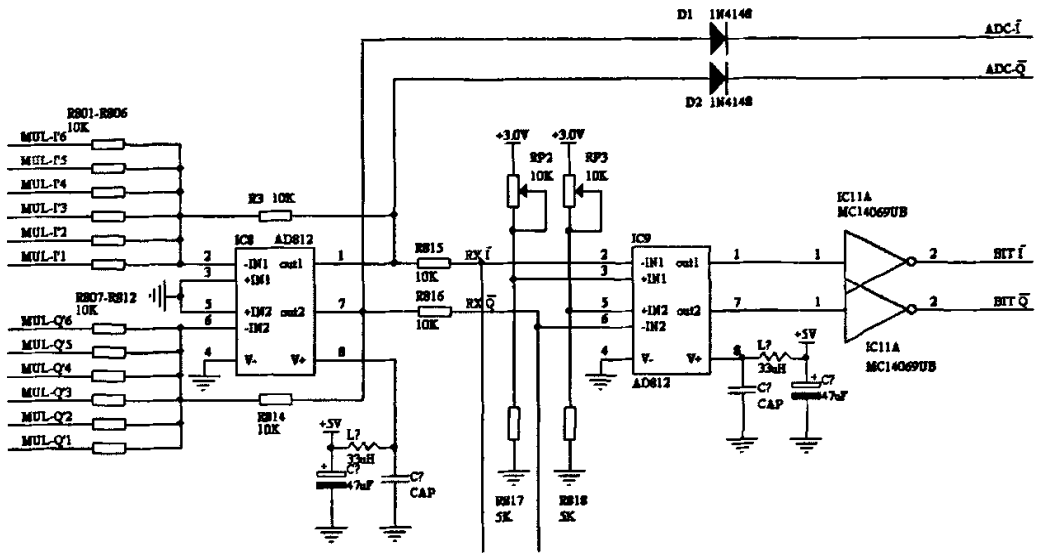 D1 1N4148
ADC-Ī
ADC-Q̄
D2 1N4148
R801-R806
10K
MUL-I'6
MUL-I'5
MUL-I'4
MUL-I'3
MUL-I'2
MUL-I'1
R3 10K
+3.0V +3.0V
RP2
10K
RP3
10K
IC8 AD812
2 -IN1 out1 1
3 +IN1
5 +IN2 out2 7
6 -IN2
4 V- V+ 8
R815
10K
RX Ī
R816
10K
RX Q̄
IC9
2 -IN1 out1 1
3 +IN1
5 +IN2 out2 7
6 -IN2
4 V- V+ 8
AD812
IC11A
MC14069UB
1 2 BIT Ī
1 2 BIT Q̄
IC11A
MC14069UB
R807-R812
10K
MUL-Q'6
MUL-Q'5
MUL-Q'4
MUL-Q'3
MUL-Q'2
MUL-Q'1
R814
10K
+5V
L?
33uH
+
C?
47uF
C?
CAP
R817
5K
R818
5K
L?
33uH
+5V
C?
CAP
+
C?
47uF